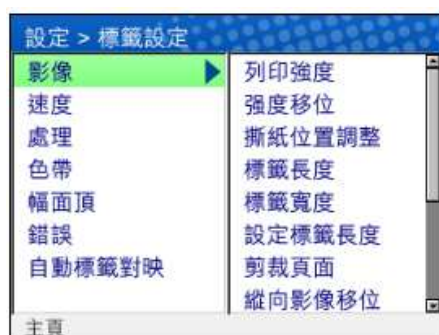 設定 > 標籤設定
影像
速度
處理
色帶
幅面頂
錯誤
自動標籤對映
列印強度
强度移位
撕紙位置調整
標籤長度
標籤寬度
設定標籤長度
剪裁頁面
縱向影像移位
主頁